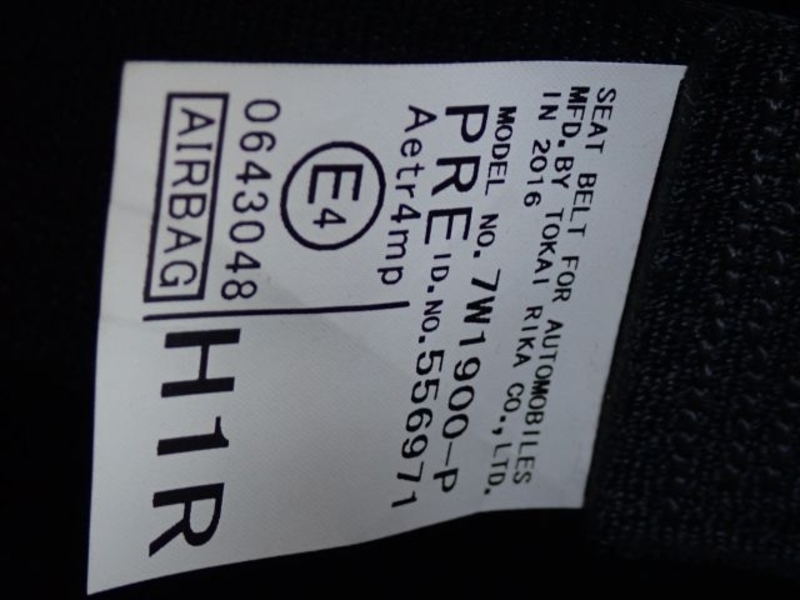 SEAT BELT FOR AUTOMOBILES
MFD.BY TOKAI RIKA CO.,LTD.
IN 2016
MODEL NO. 7W1900-P
PRE ID.NO.556971
Aetr4mp
E4
0643048
AIRBAG
H1R